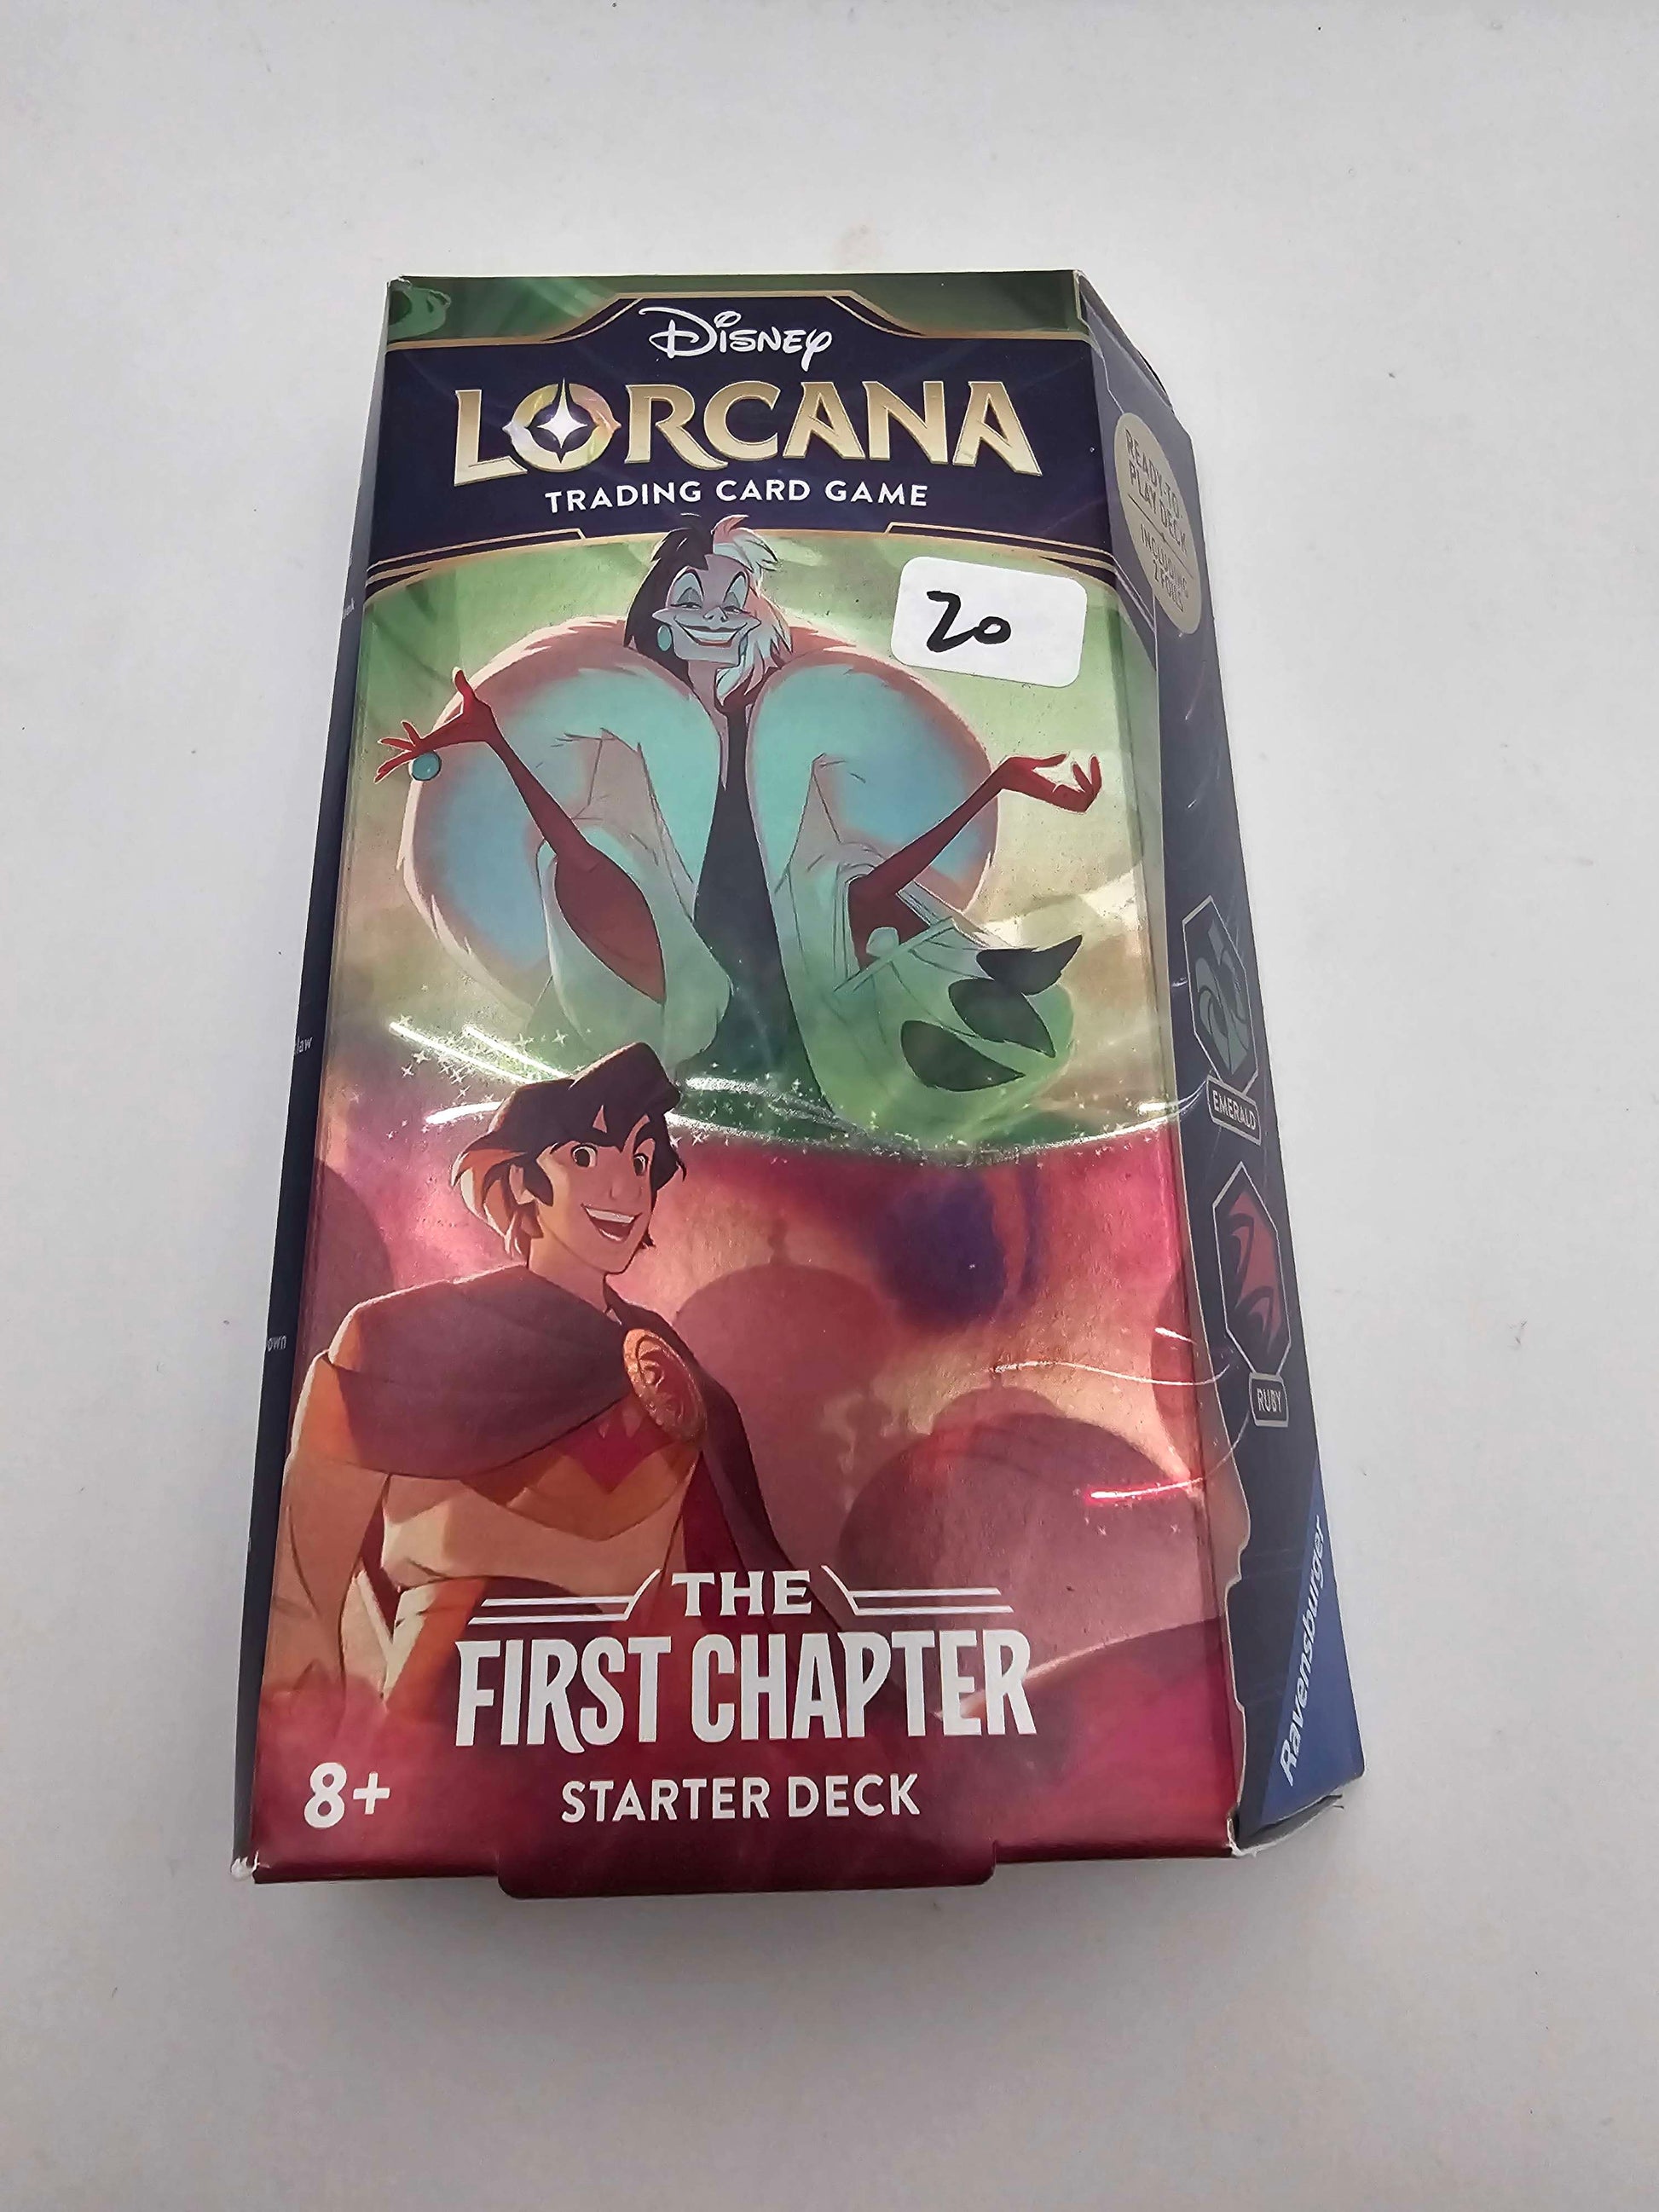 Disney
LORCANA
TRADING CARD GAME
20
READY-TO-
PLAY DECK
INCLUDING
2 FOILS
EMERALD
RUBY
THE
FIRST CHAPTER
STARTER DECK
8+
Ravensburger